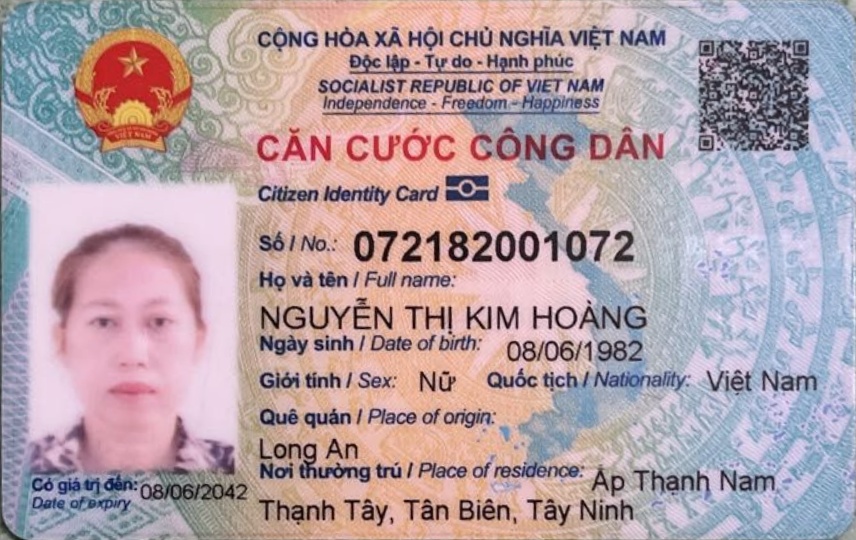 CỘNG HÒA XÃ HỘI CHỦ NGHĨA VIỆT NAM
Độc lập - Tự do - Hạnh phúc
SOCIALIST REPUBLIC OF VIET NAM
Independence - Freedom - Happiness
CĂN CƯỚC CÔNG DÂN
Citizen Identity Card
Số / No.: 072182001072
Họ và tên / Full name:
NGUYỄN THỊ KIM HOÀNG
Ngày sinh / Date of birth: 08/06/1982
Giới tính / Sex: Nữ Quốc tịch / Nationality: Việt Nam
Quê quán / Place of origin:
Long An
Nơi thường trú / Place of residence: Ấp Thạnh Nam
Thạnh Tây, Tân Biên, Tây Ninh
Có giá trị đến: 08/06/2042
Date of expiry
VIỆT NAM